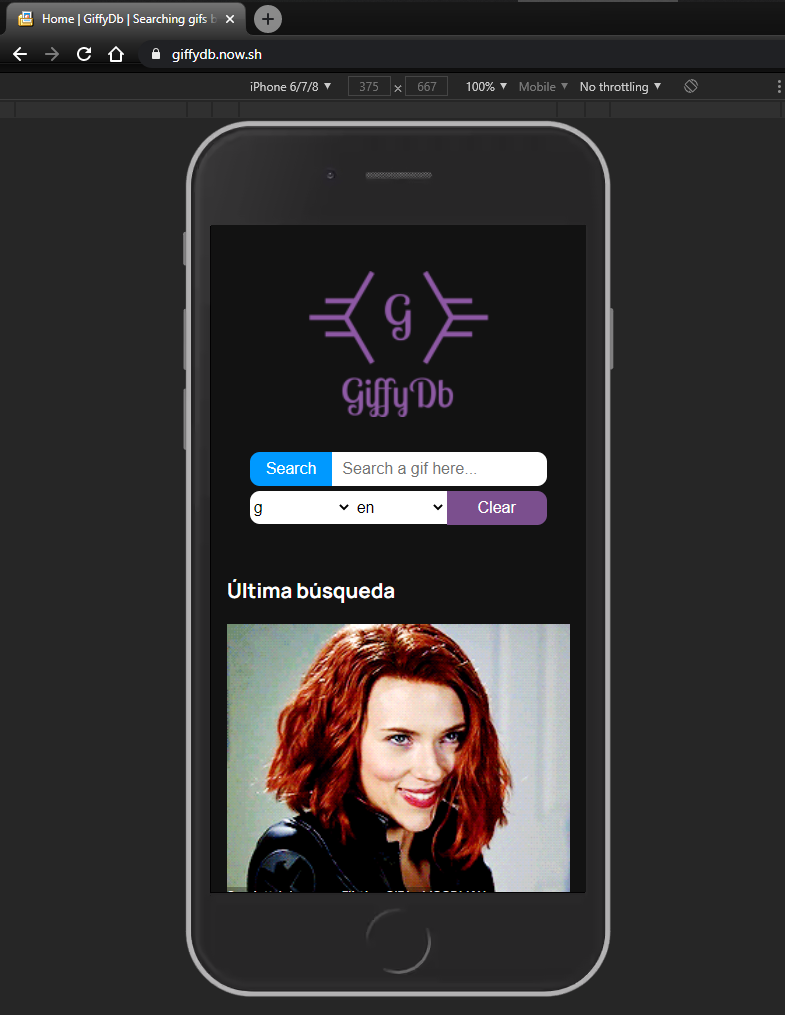 Home | GiffyDb | Searching gifs b
giffydb.now.sh
iPhone 6/7/8 375 × 667 100% Mobile No throttling
G
GiffyDb
Search Search a gif here...
g en Clear
Última búsqueda